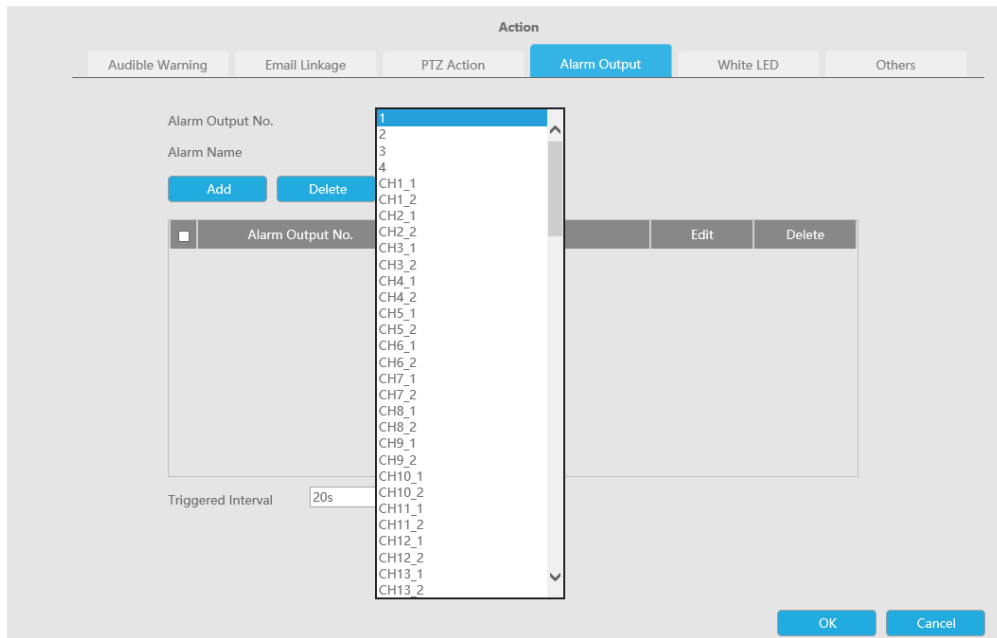 Action
Audible Warning Email Linkage PTZ Action Alarm Output White LED Others
Alarm Output No.
Alarm Name
Add Delete
Alarm Output No. Edit Delete
Triggered Interval 20s
1
2
3
4
CH1_1
CH1_2
CH2_1
CH2_2
CH3_1
CH3_2
CH4_1
CH4_2
CH5_1
CH5_2
CH6_1
CH6_2
CH7_1
CH7_2
CH8_1
CH8_2
CH9_1
CH9_2
CH10_1
CH10_2
CH11_1
CH11_2
CH12_1
CH12_2
CH13_1
CH13_2
OK Cancel